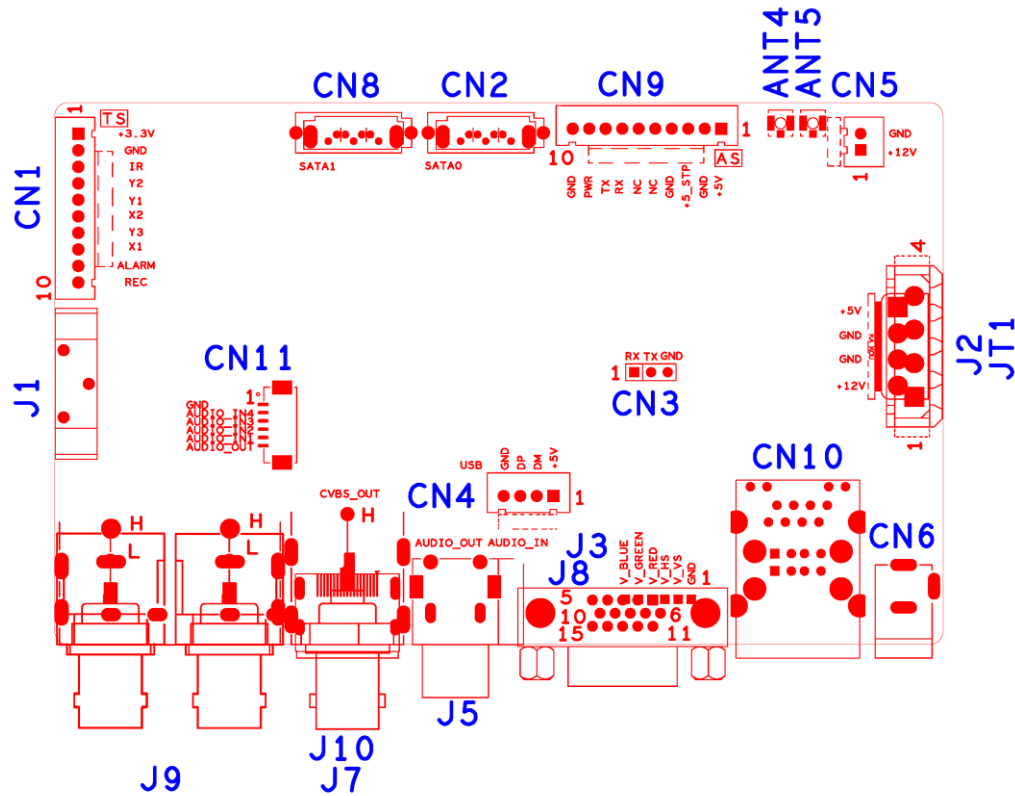 ANT4
ANT5
CN8
CN2
CN9
CN5
1
TS
+3.3V
GND
IR
Y2
Y1
X2
Y3
X1
ALARM
REC
10
CN1
SATA1
SATA0
10
1
AS
GND
PWR
TX
RX
NC
NC
GND
+5_STP
GND
+5V
GND
+12V
1
4
+5V
GND
GND
+12V
1
J2
JT1
J1
CN11
1
GND
AUDIO_IN4
AUDIO_IN3
AUDIO_IN2
AUDIO_IN1
AUDIO_OUT
RX TX GND
1
CN3
CN10
USB
GND
DP
DM
+5V
1
CN4
CVBS_OUT
H
H
L
H
L
AUDIO_OUT AUDIO_IN
J3
J8
V_BLUE
V_GREEN
V_RED
V_HS
V_VS
GND
1
5
10
6
15
11
CN6
J5
J10
J7
J9